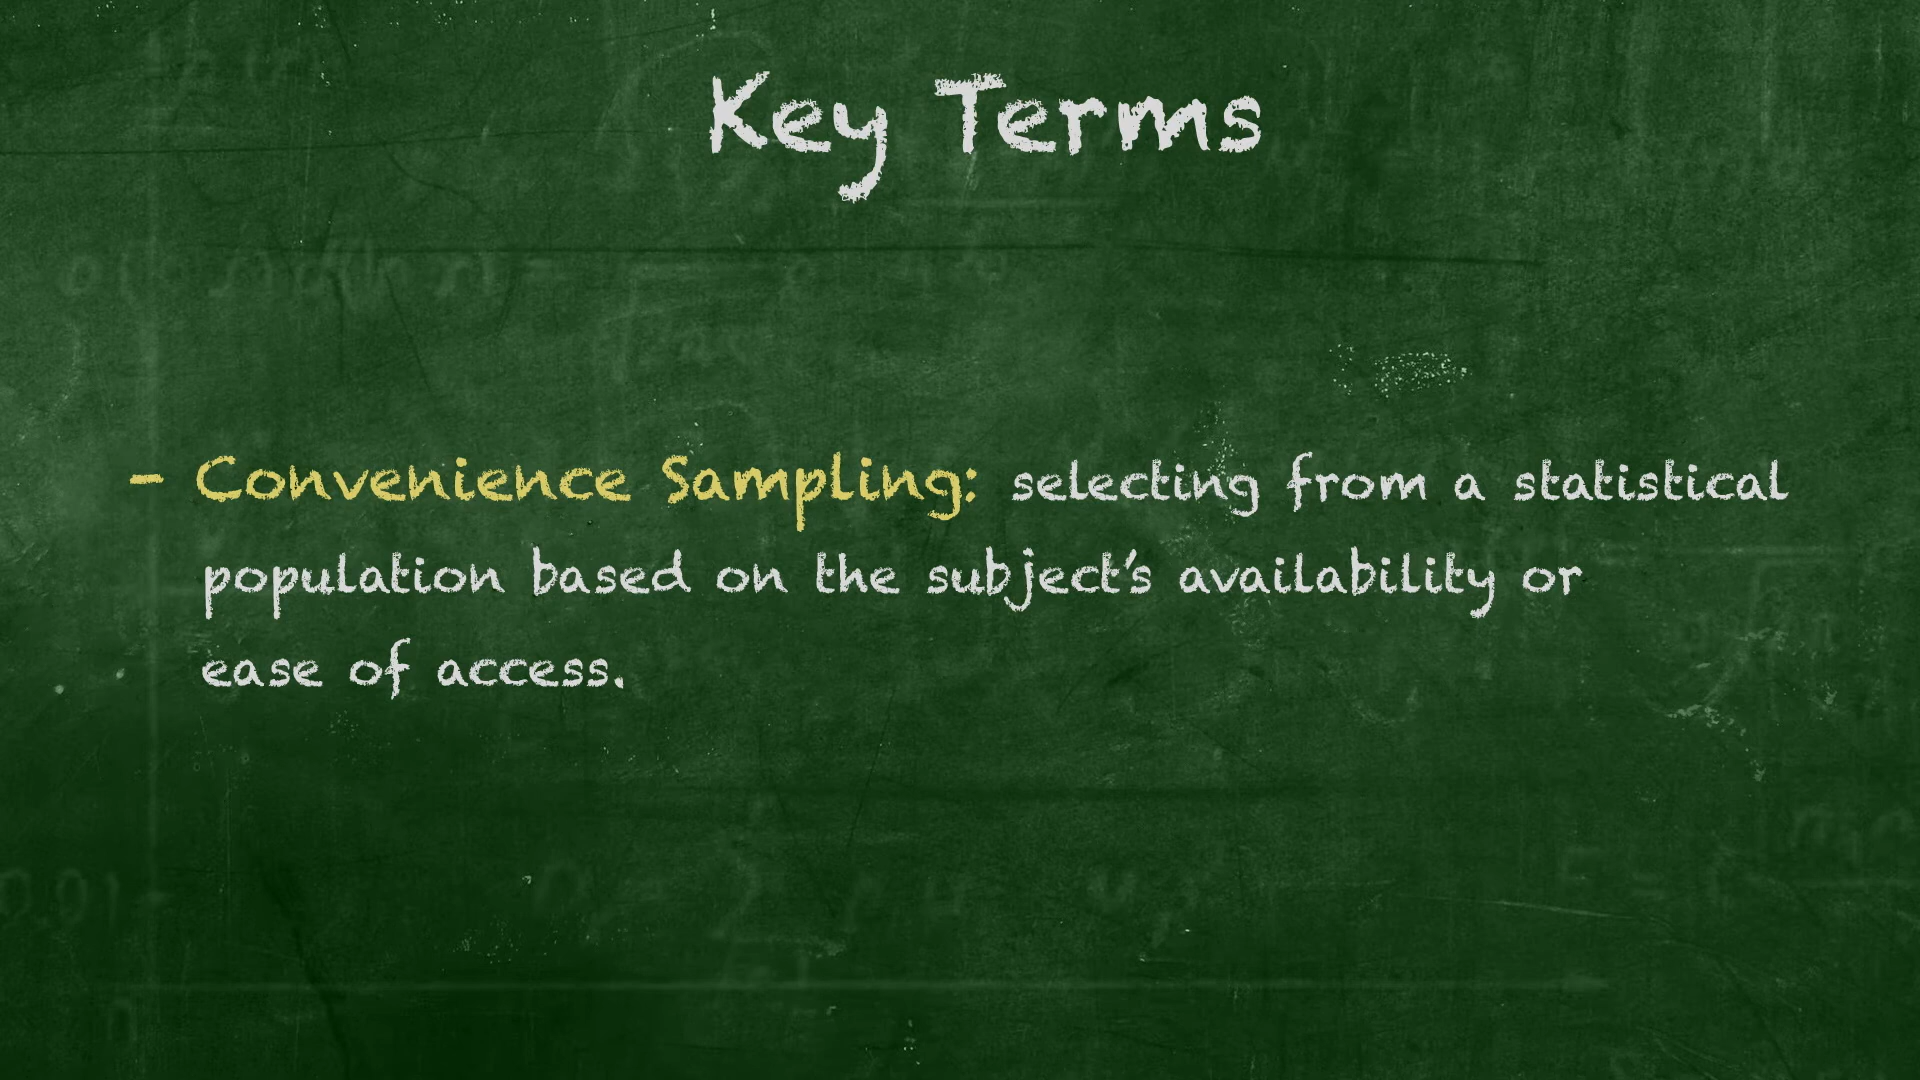 Key Terms
- Convenience Sampling: selecting from a statistical
population based on the subject's availability or
ease of access.